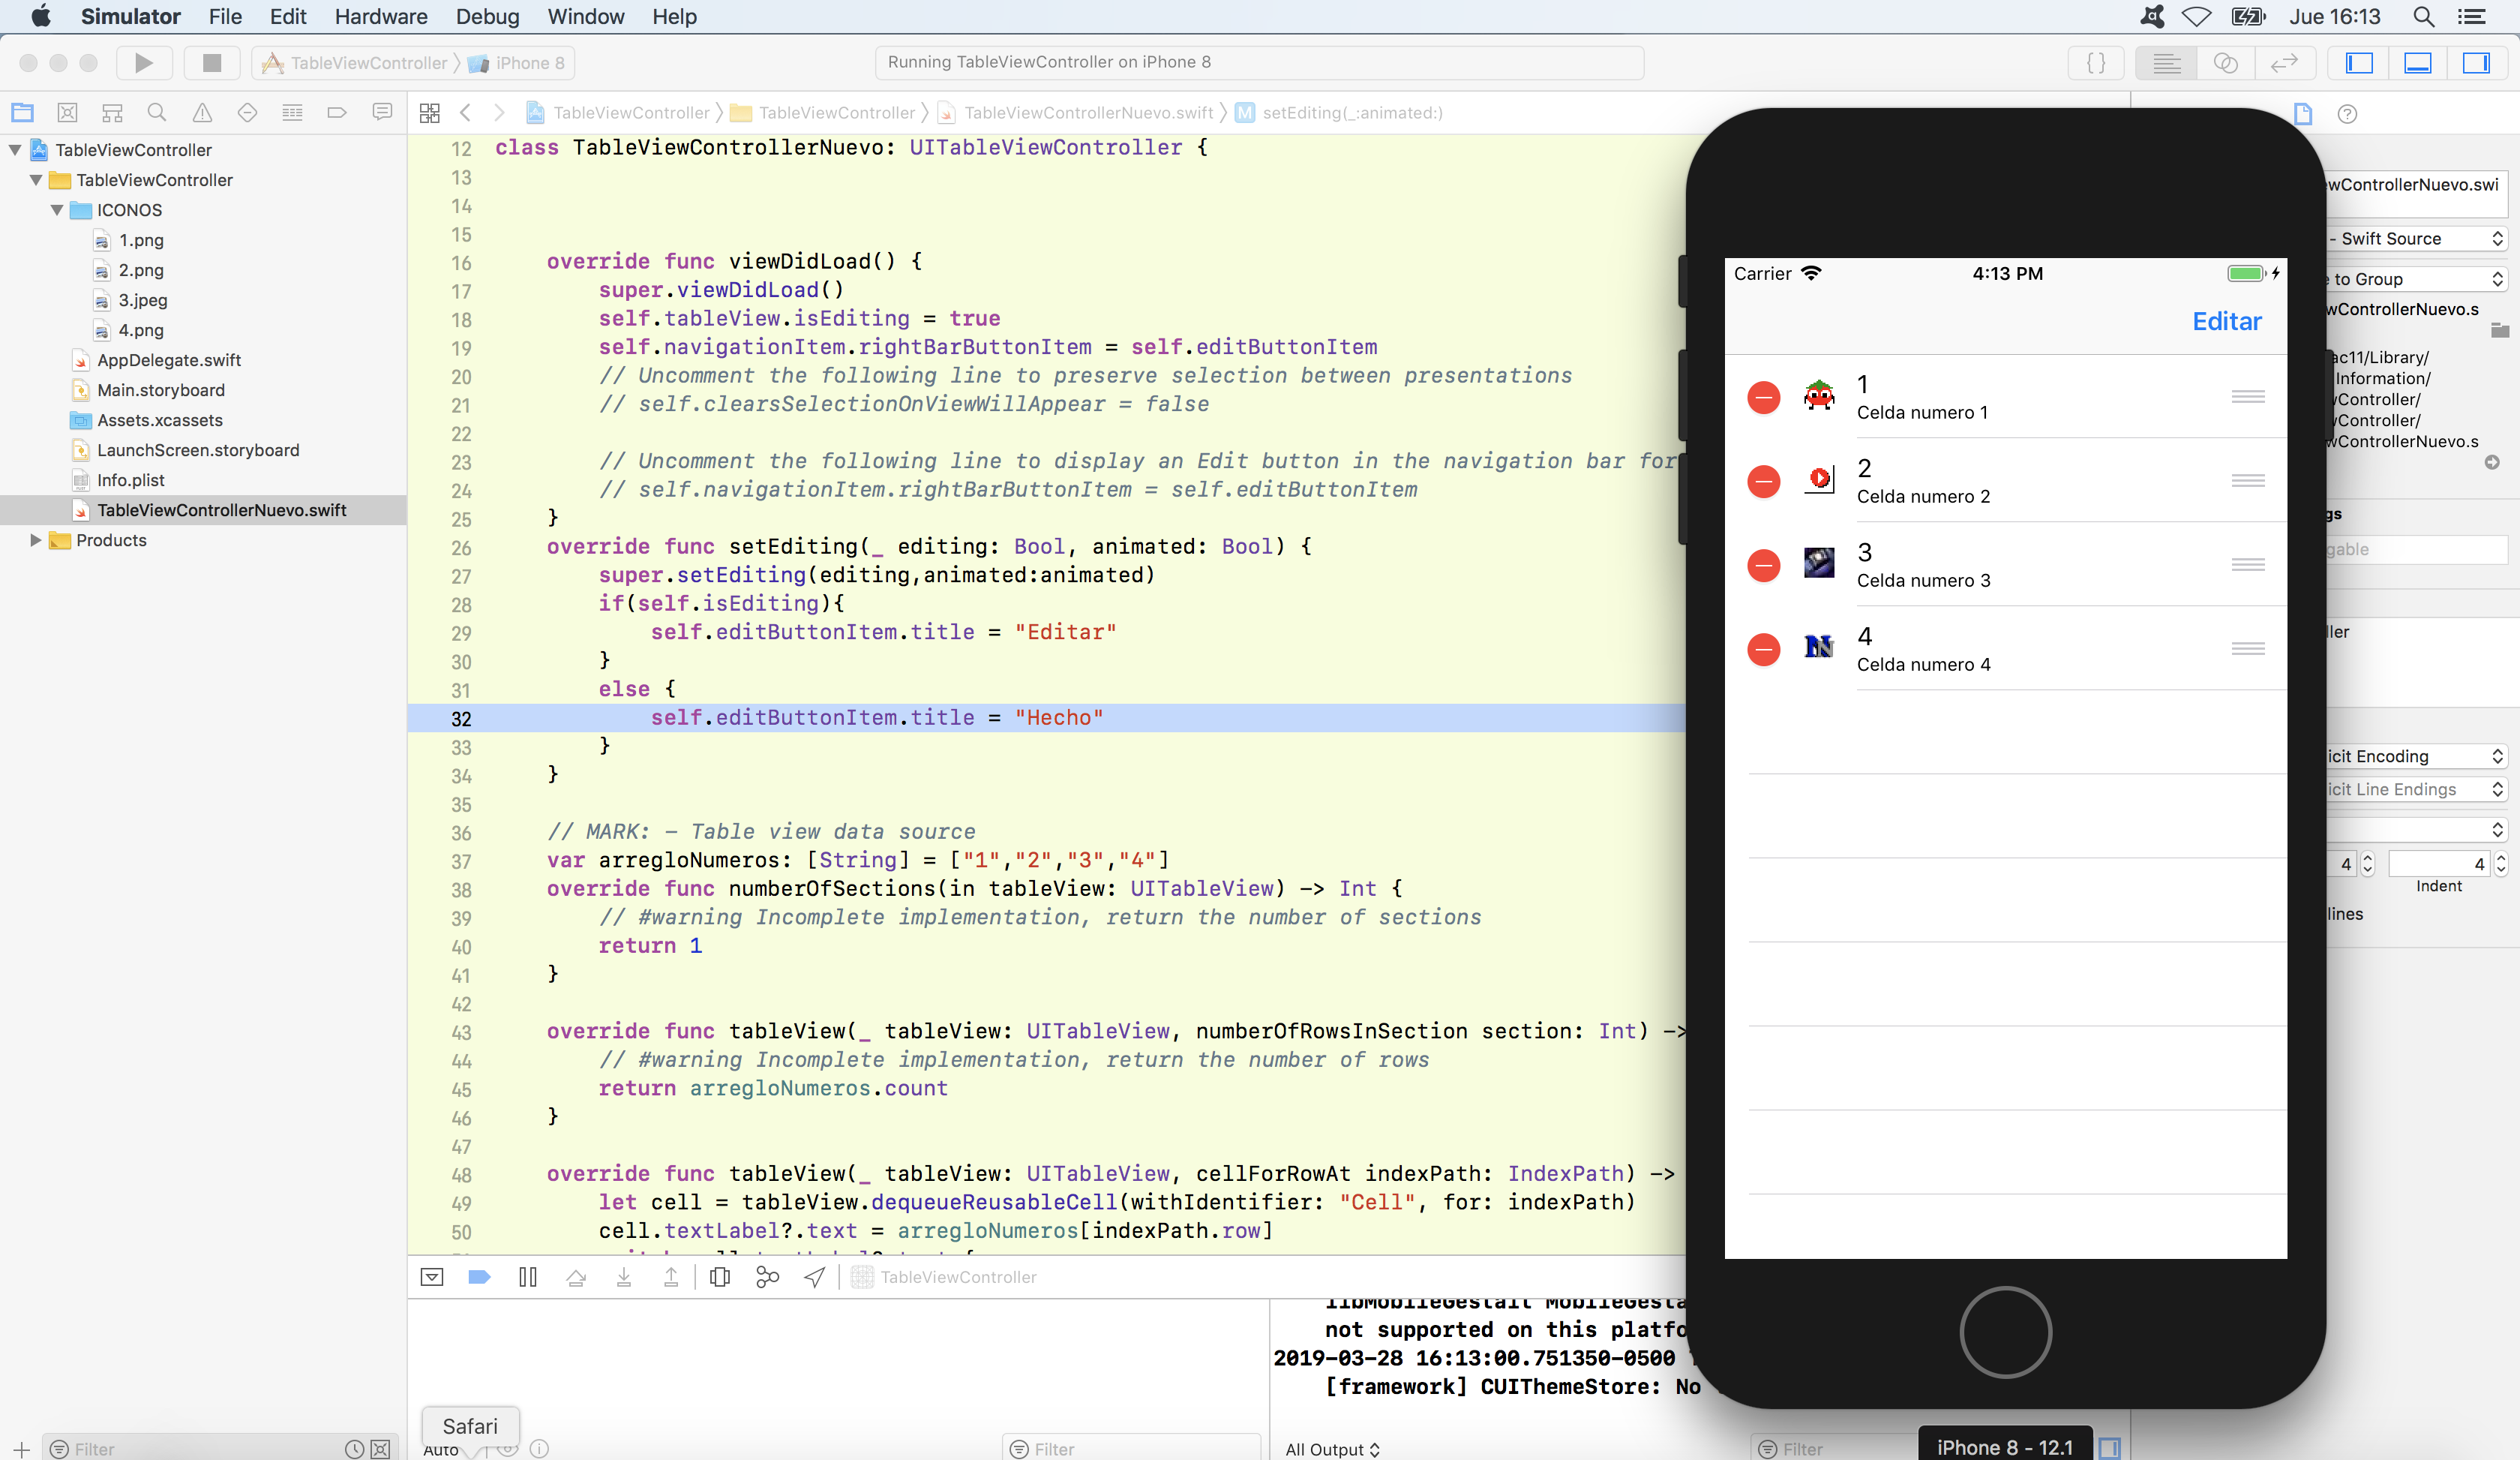 Simulator File Edit Hardware Debug Window Help
Jue 16:13
TableViewController iPhone 8
Running TableViewController on iPhone 8
TableViewController TableViewController TableViewControllerNuevo.swift M setEditing(_:animated:)
TableViewController
TableViewController
ICONOS
1.png
2.png
3.jpeg
4.png
AppDelegate.swift
Main.storyboard
Assets.xcassets
LaunchScreen.storyboard
Info.plist
TableViewControllerNuevo.swift
Products
Filter
12 class TableViewControllerNuevo: UITableViewController {
13
14
15
16 override func viewDidLoad() {
17 super.viewDidLoad()
18 self.tableView.isEditing = true
19 self.navigationItem.rightBarButtonItem = self.editButtonItem
20 // Uncomment the following line to preserve selection between presentations
21 // self.clearsSelectionOnViewWillAppear = false
22
23 // Uncomment the following line to display an Edit button in the navigation bar for
24 // self.navigationItem.rightBarButtonItem = self.editButtonItem
25 }
26 override func setEditing(_ editing: Bool, animated: Bool) {
27 super.setEditing(editing,animated:animated)
28 if(self.isEditing){
29 self.editButtonItem.title = "Editar"
30 }
31 else {
32 self.editButtonItem.title = "Hecho"
33 }
34 }
35
36 // MARK: - Table view data source
37 var arregloNumeros: [String] = ["1","2","3","4"]
38 override func numberOfSections(in tableView: UITableView) -> Int {
39 // #warning Incomplete implementation, return the number of sections
40 return 1
41 }
42
43 override func tableView(_ tableView: UITableView, numberOfRowsInSection section: Int) ->
44 // #warning Incomplete implementation, return the number of rows
45 return arregloNumeros.count
46 }
47
48 override func tableView(_ tableView: UITableView, cellForRowAt indexPath: IndexPath) ->
49 let cell = tableView.dequeueReusableCell(withIdentifier: "Cell", for: indexPath)
50 cell.textLabel?.text = arregloNumeros[indexPath.row]
TableViewController
not supported on this platfo
2019-03-28 16:13:00.751350-0500
[framework] CUIThemeStore: No
Safari
Auto
Filter
All Output
Filter
iPhone 8 - 12.1
Carrier 4:13 PM
Editar
1
Celda numero 1
2
Celda numero 2
3
Celda numero 3
4
Celda numero 4
wControllerNuevo.swi
- Swift Source
e to Group
wControllerNuevo.s
ac11/Library/
Information/
wController/
wController/
wControllerNuevo.s
gs
gable
ller
icit Encoding
icit Line Endings
4 4
Indent
lines